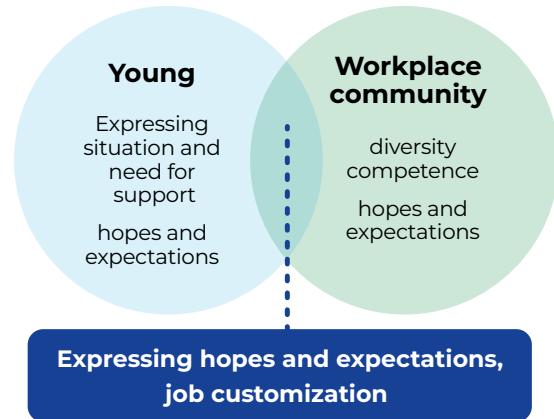 Young
Expressing
situation and
need for
support
hopes and
expectations
Workplace
community
diversity
competence
hopes and
expectations
Expressing hopes and expectations,
job customization